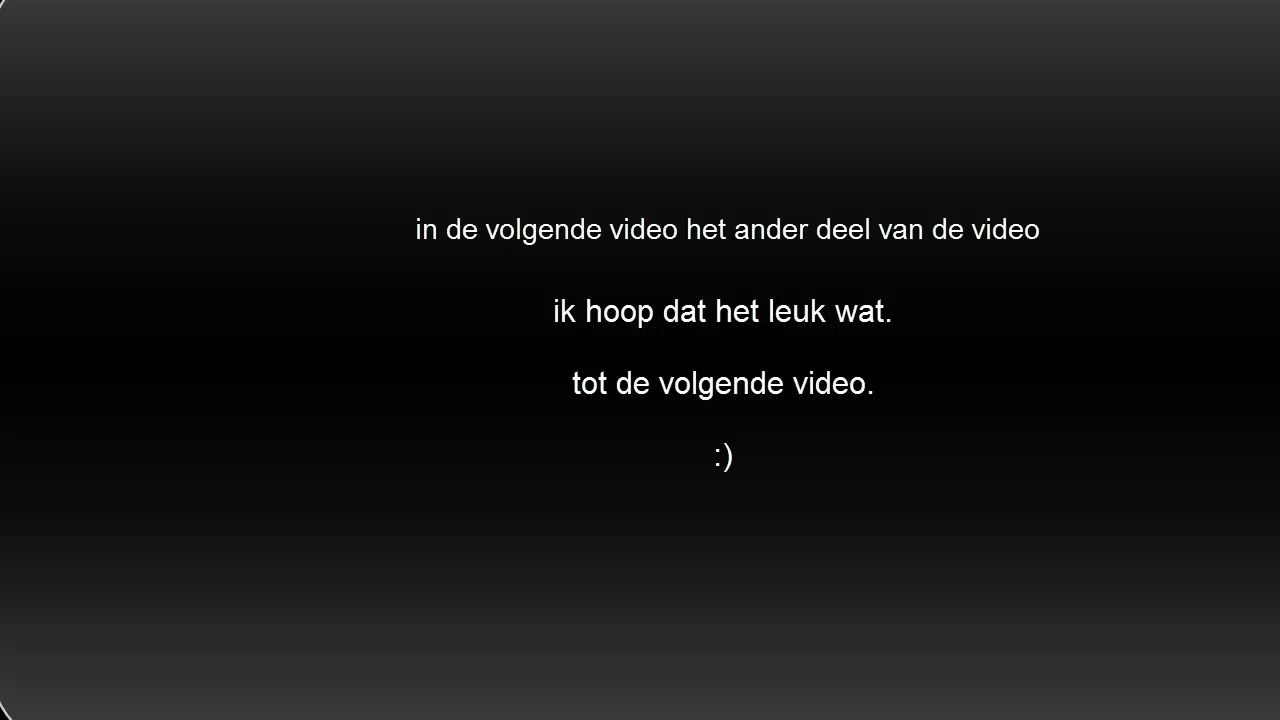 in de volgende video het ander deel van de video
ik hoop dat het leuk wat.
tot de volgende video.
:)